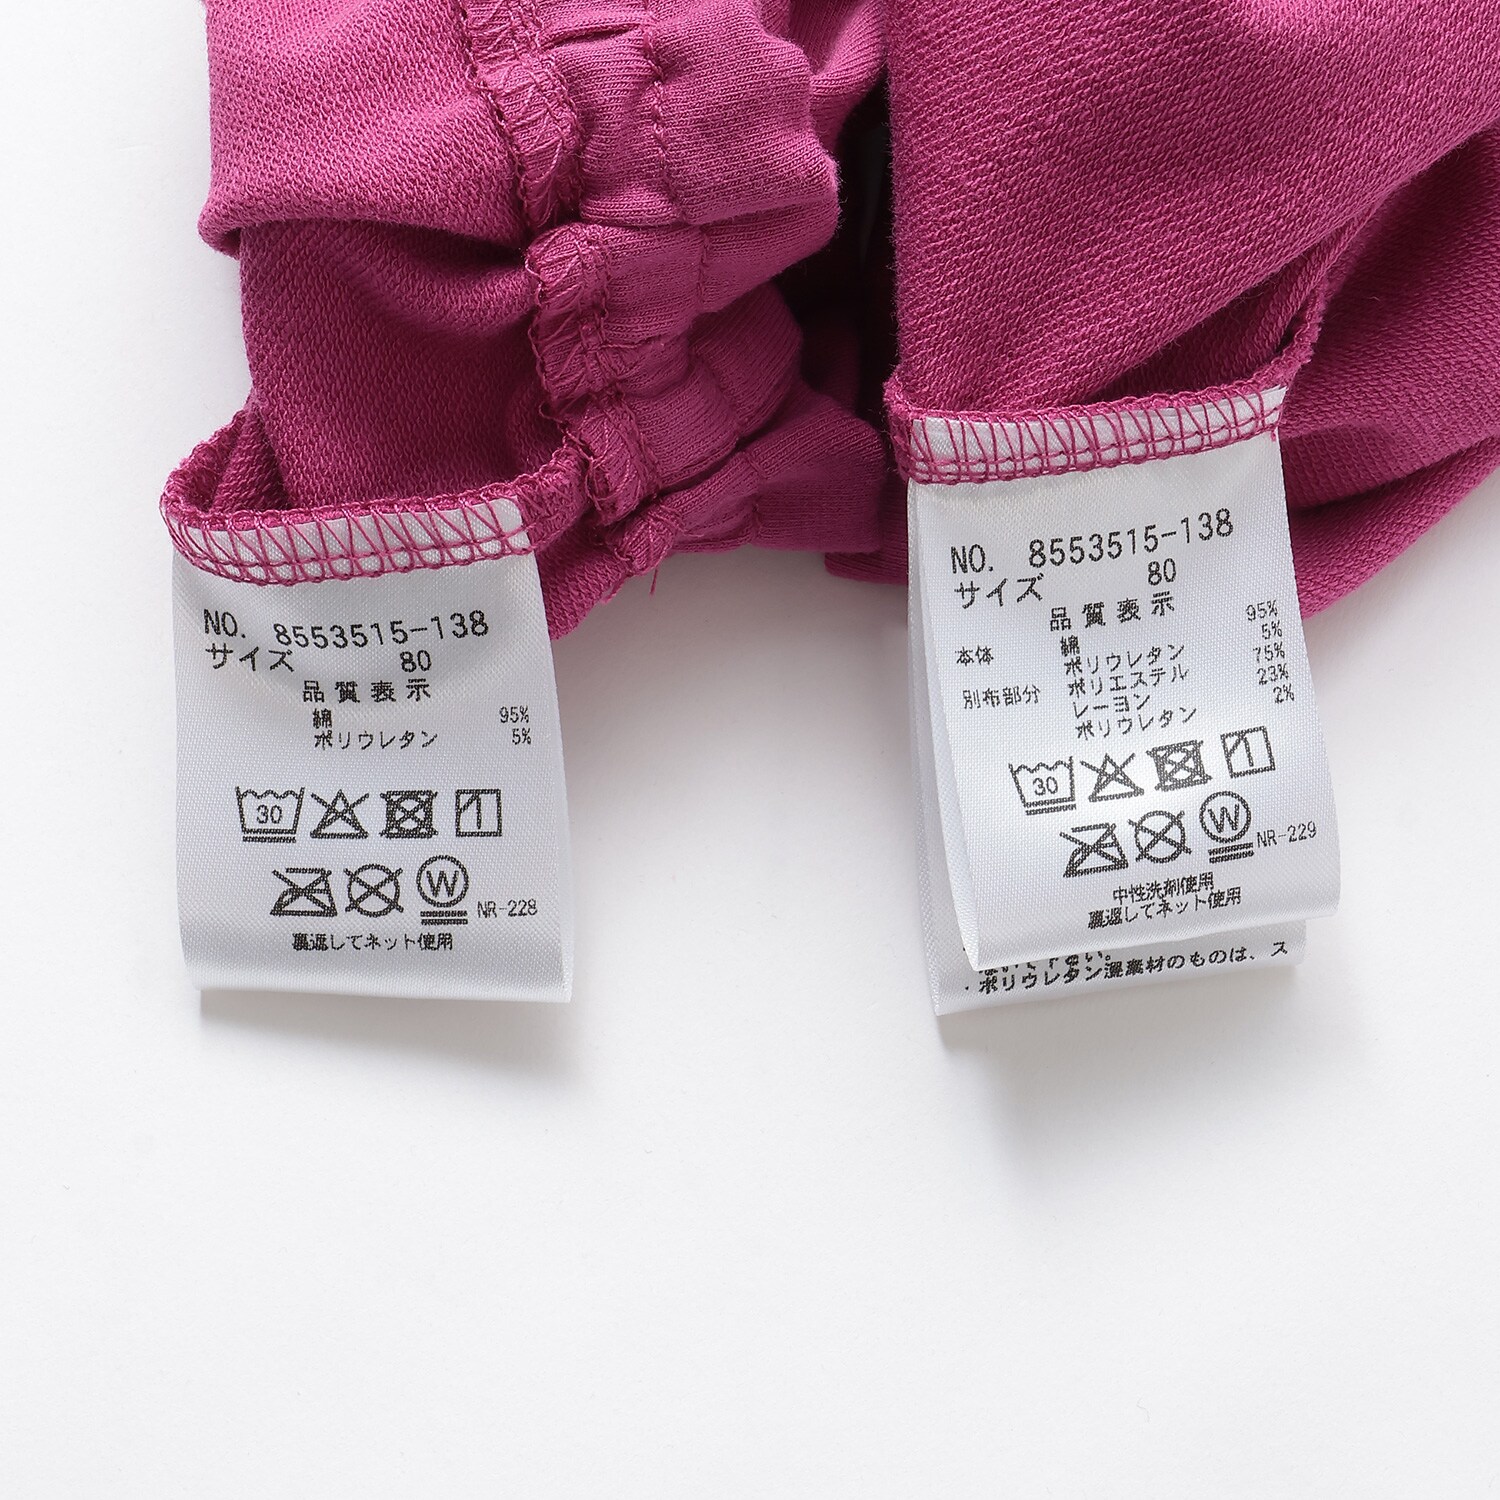 NO. 8553515-138
サイズ 80
品質表示
綿 95%
ポリウレタン 5%
30
W NR-228
裏返してネット使用
NO. 8553515-138
サイズ 80
品質表示
本体 綿 95%
ポリウレタン 5%
別布部分 ポリエステル 75%
レーヨン 23%
ポリウレタン 2%
30
W NR-229
中性洗剤使用
裏返してネット使用
・ポリウレタン混素材のものは、ス